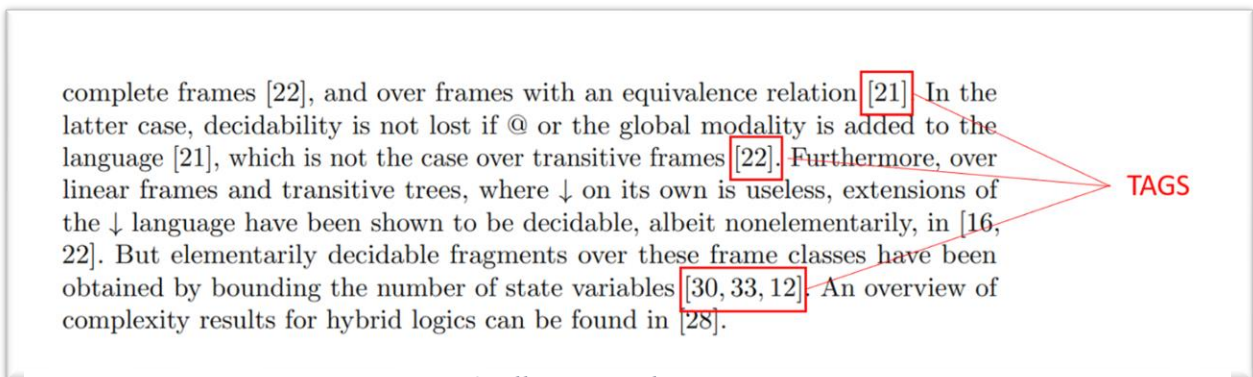 complete frames [22], and over frames with an equivalence relation [21]. In the
latter case, decidability is not lost if @ or the global modality is added to the
language [21], which is not the case over transitive frames [22]. Furthermore, over
linear frames and transitive trees, where ↓ on its own is useless, extensions of
the ↓ language have been shown to be decidable, albeit nonelementarily, in [16,
22]. But elementarily decidable fragments over these frame classes have been
obtained by bounding the number of state variables [30, 33, 12]. An overview of
complexity results for hybrid logics can be found in [28].
TAGS